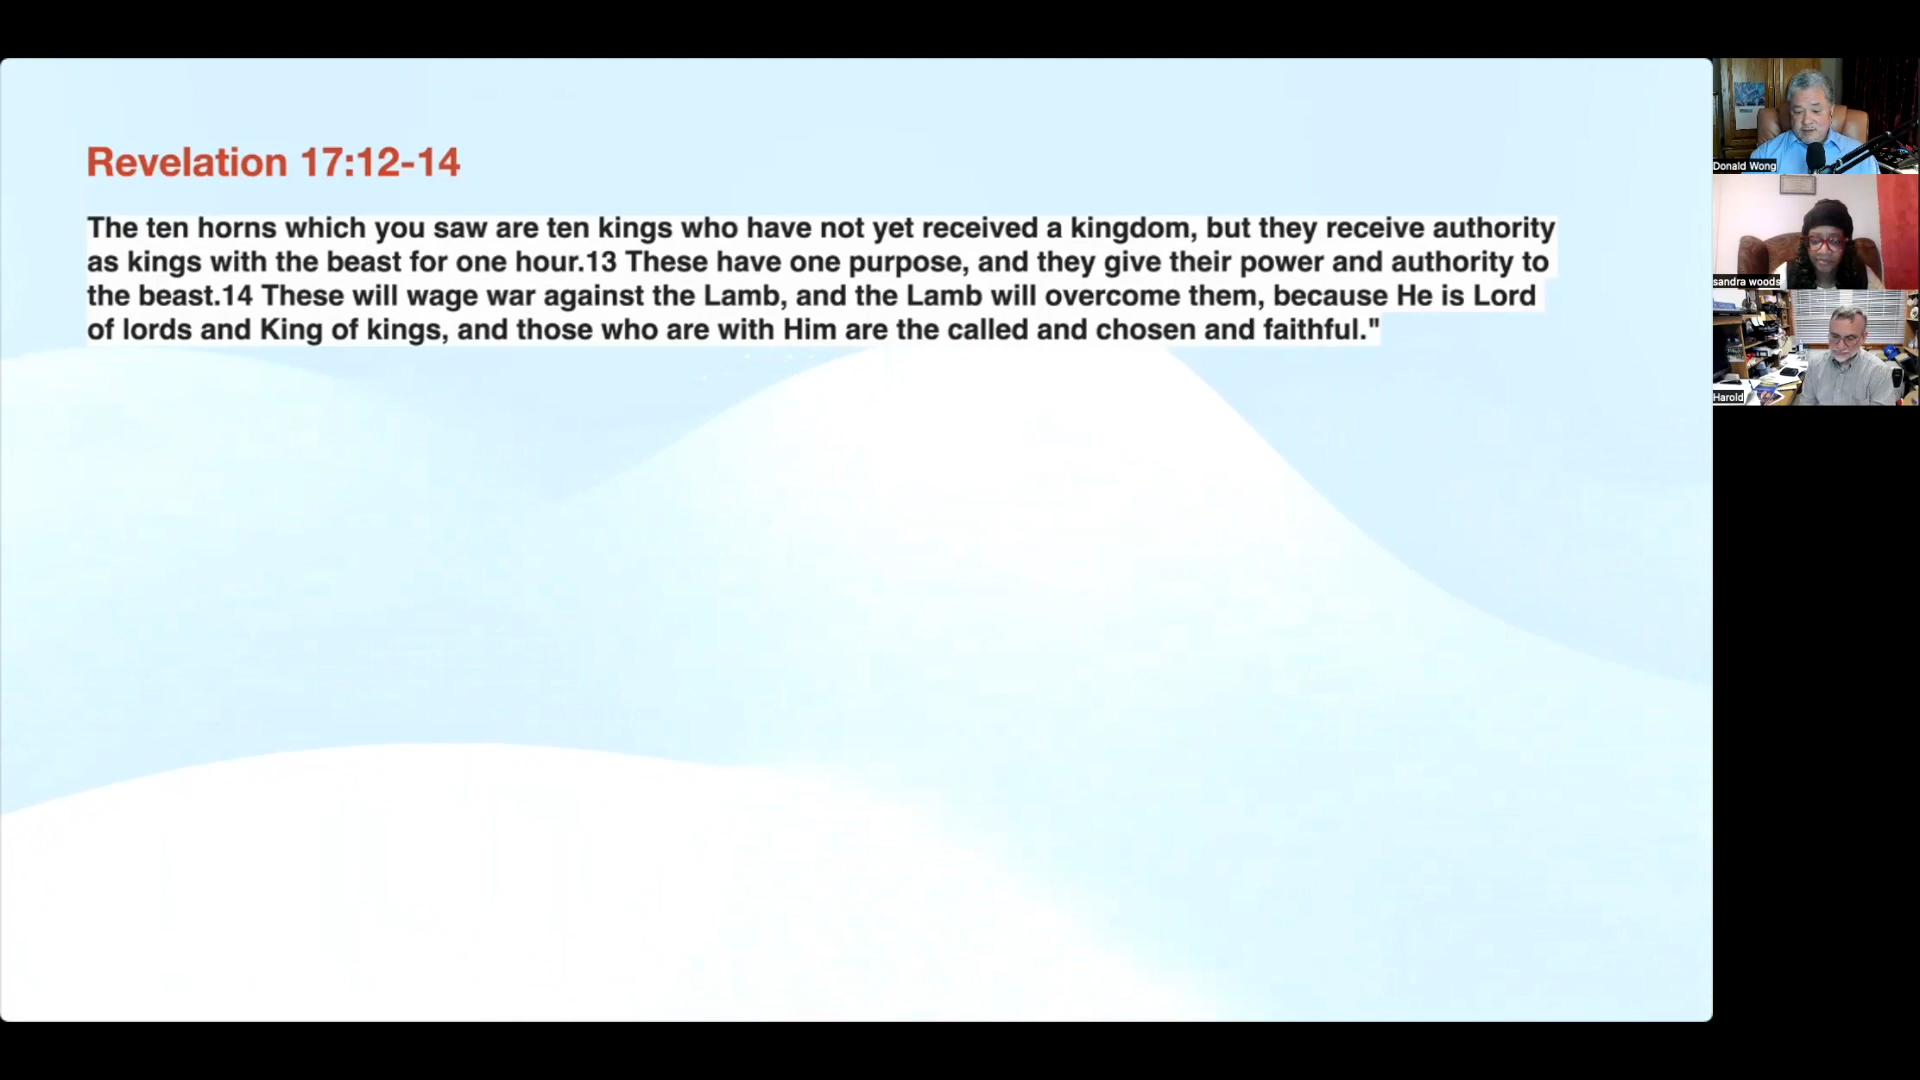 Revelation 17:12-14
The ten horns which you saw are ten kings who have not yet received a kingdom, but they receive authority
as kings with the beast for one hour.13 These have one purpose, and they give their power and authority to
the beast.14 These will wage war against the Lamb, and the Lamb will overcome them, because He is Lord
of lords and King of kings, and those who are with Him are the called and chosen and faithful."
Donald Wong
sandra woods
Harold